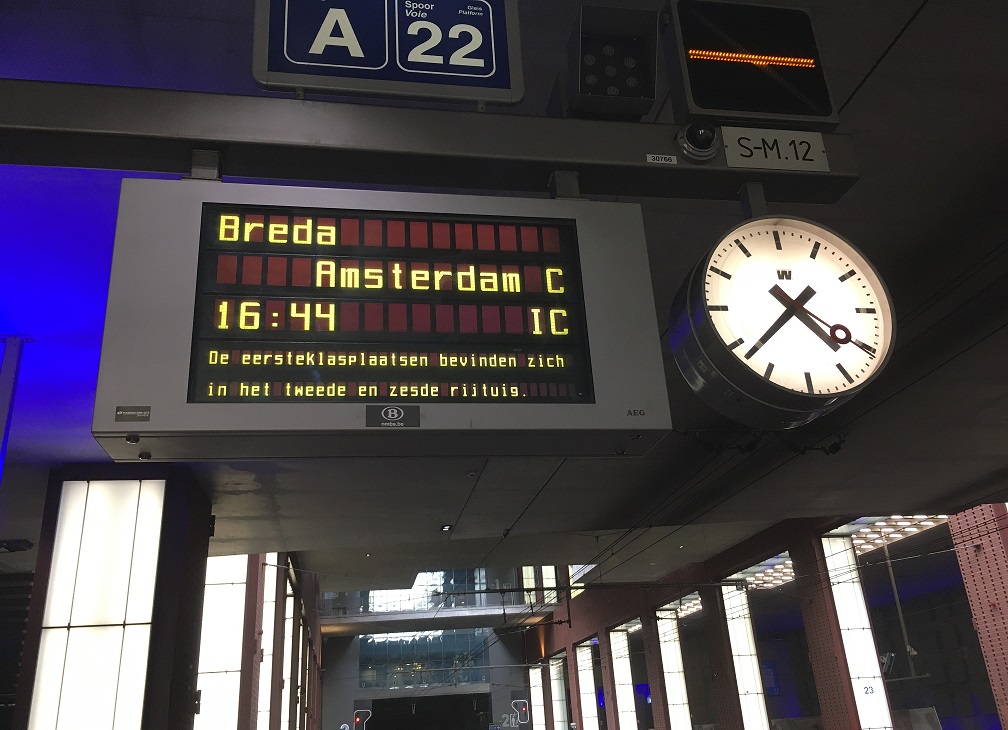 A
Spoor
Voie
Gleis
Platform
22
S-M.12
30766
Breda
Amsterdam C
16:44 IC
De eersteklasplaatsen bevinden zich
in het tweede en zesde rijtuig.
B
nmbs.be
AEG
W
23